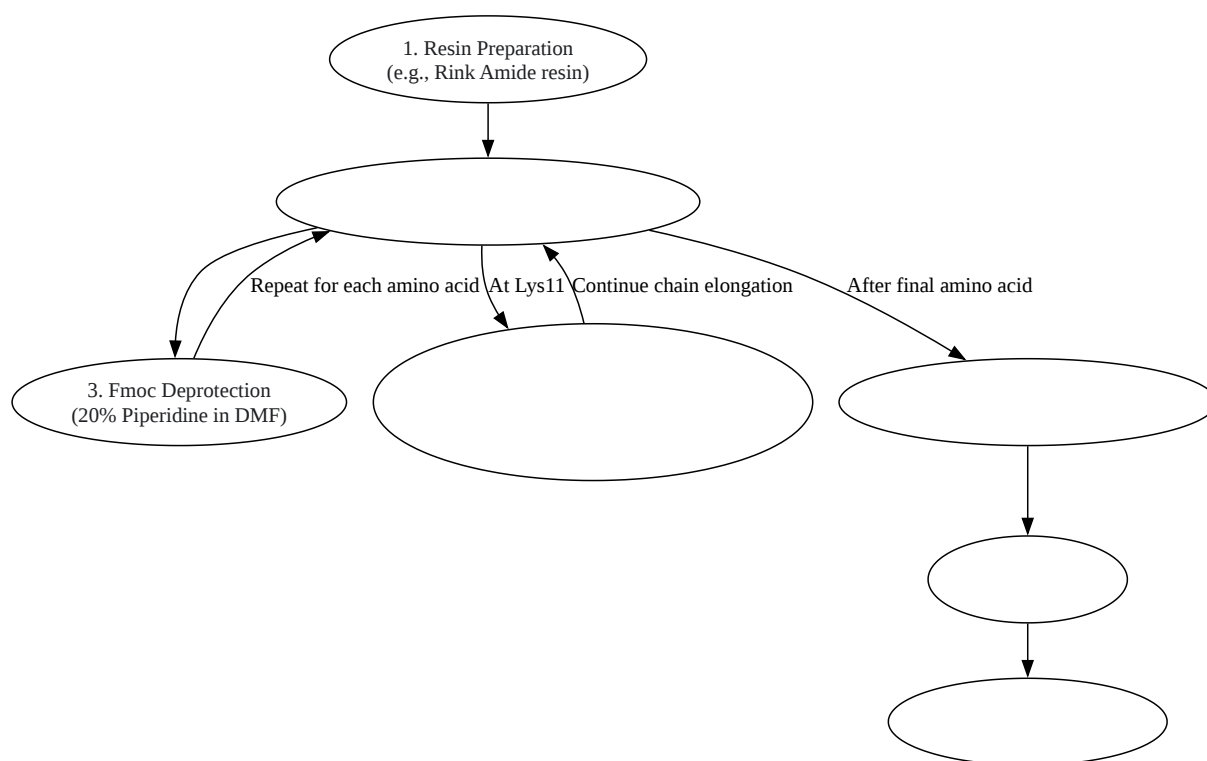 1. Resin Preparation
(e.g., Rink Amide resin)
Repeat for each amino acid
At Lys11
Continue chain elongation
After final amino acid
3. Fmoc Deprotection
(20% Piperidine in DMF)